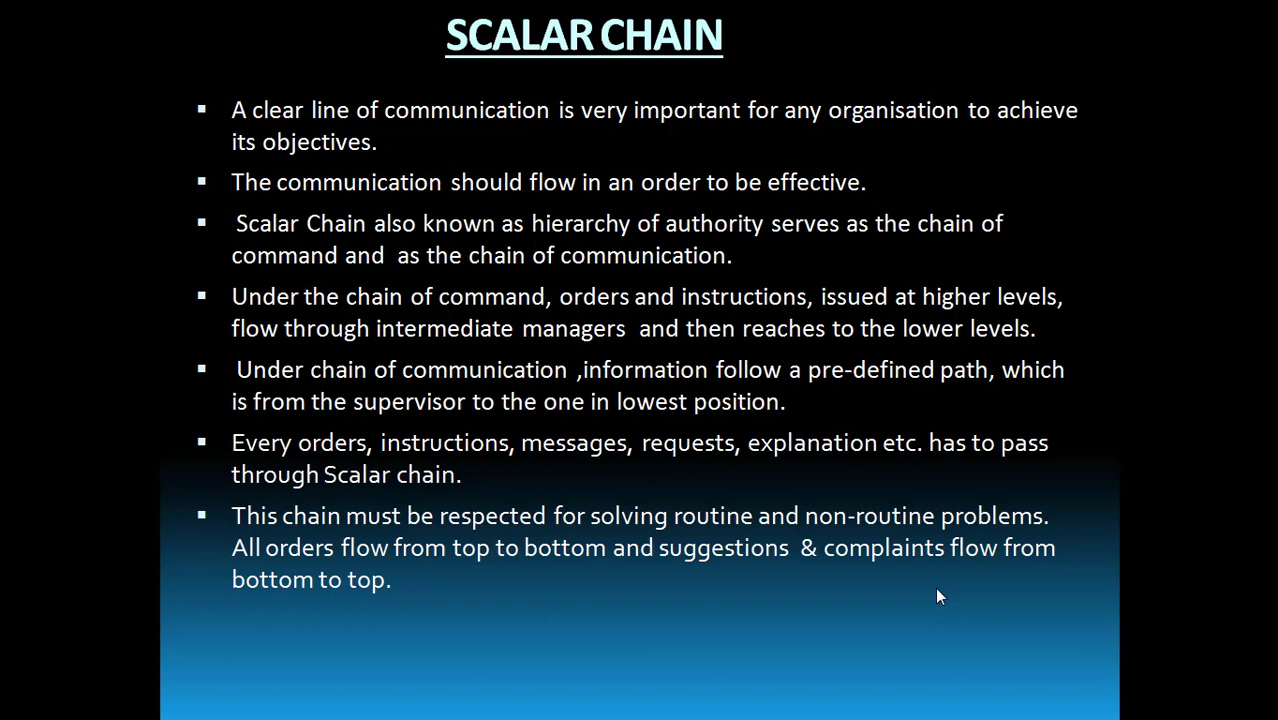 SCALAR CHAIN
▪ A clear line of communication is very important for any organisation to achieve
its objectives.
▪ The communication should flow in an order to be effective.
▪ Scalar Chain also known as hierarchy of authority serves as the chain of
command and as the chain of communication.
▪ Under the chain of command, orders and instructions, issued at higher levels,
flow through intermediate managers and then reaches to the lower levels.
▪ Under chain of communication ,information follow a pre-defined path, which
is from the supervisor to the one in lowest position.
▪ Every orders, instructions, messages, requests, explanation etc. has to pass
through Scalar chain.
▪ This chain must be respected for solving routine and non-routine problems.
All orders flow from top to bottom and suggestions & complaints flow from
bottom to top.